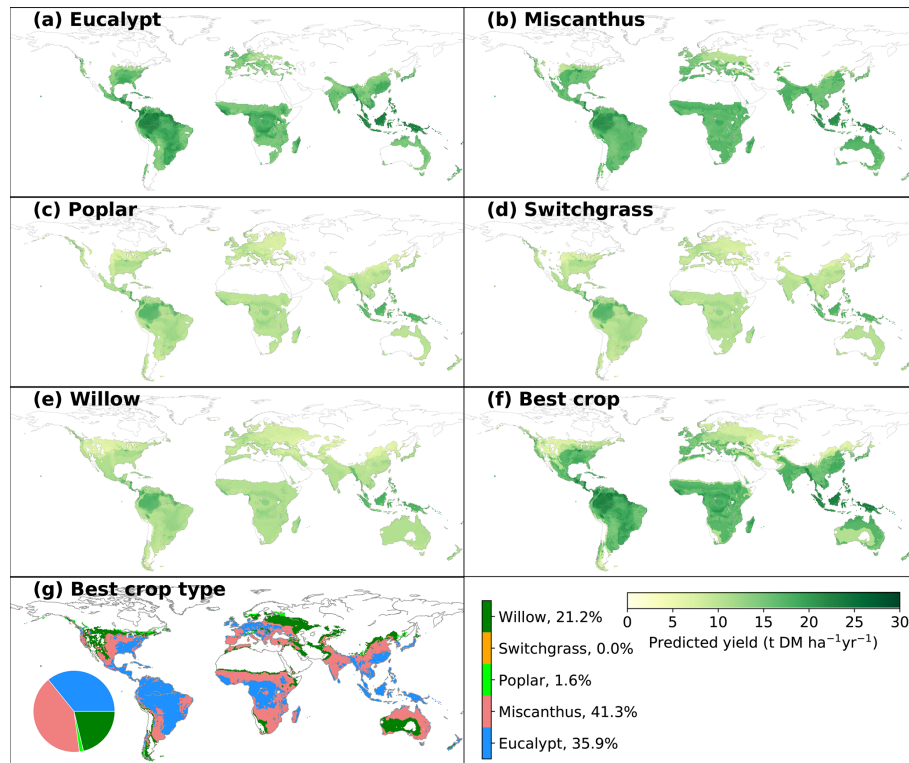 (a) Eucalypt
(b) Miscanthus
(c) Poplar
(d) Switchgrass
(e) Willow
(f) Best crop
(g) Best crop type
Willow, 21.2%
Switchgrass, 0.0%
Poplar, 1.6%
Miscanthus, 41.3%
Eucalypt, 35.9%
0 5 10 15 20 25 30
Predicted yield (t DM ha⁻¹yr⁻¹)